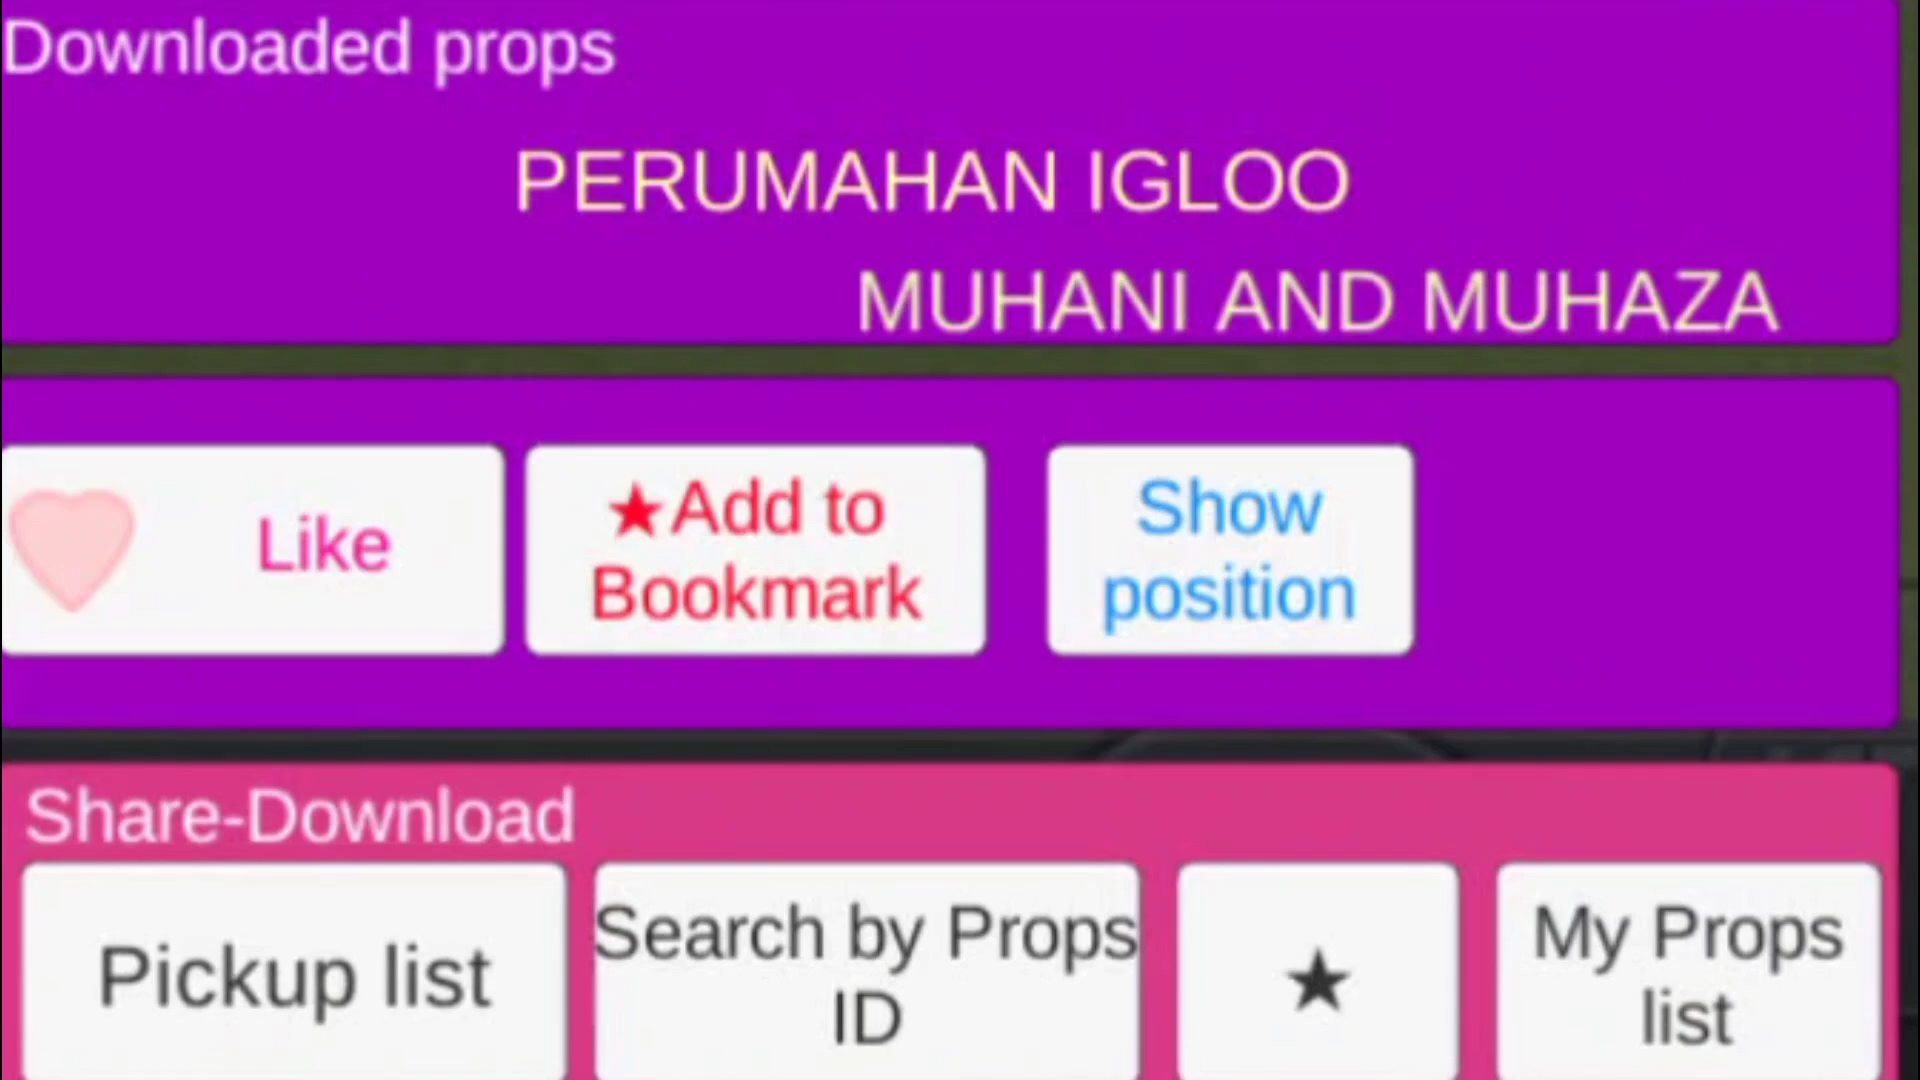 Downloaded props
PERUMAHAN IGLOO
MUHANI AND MUHAZA
Like
★Add to
Bookmark
Show
position
Share-Download
Pickup list
Search by Props
ID
★
My Props
list